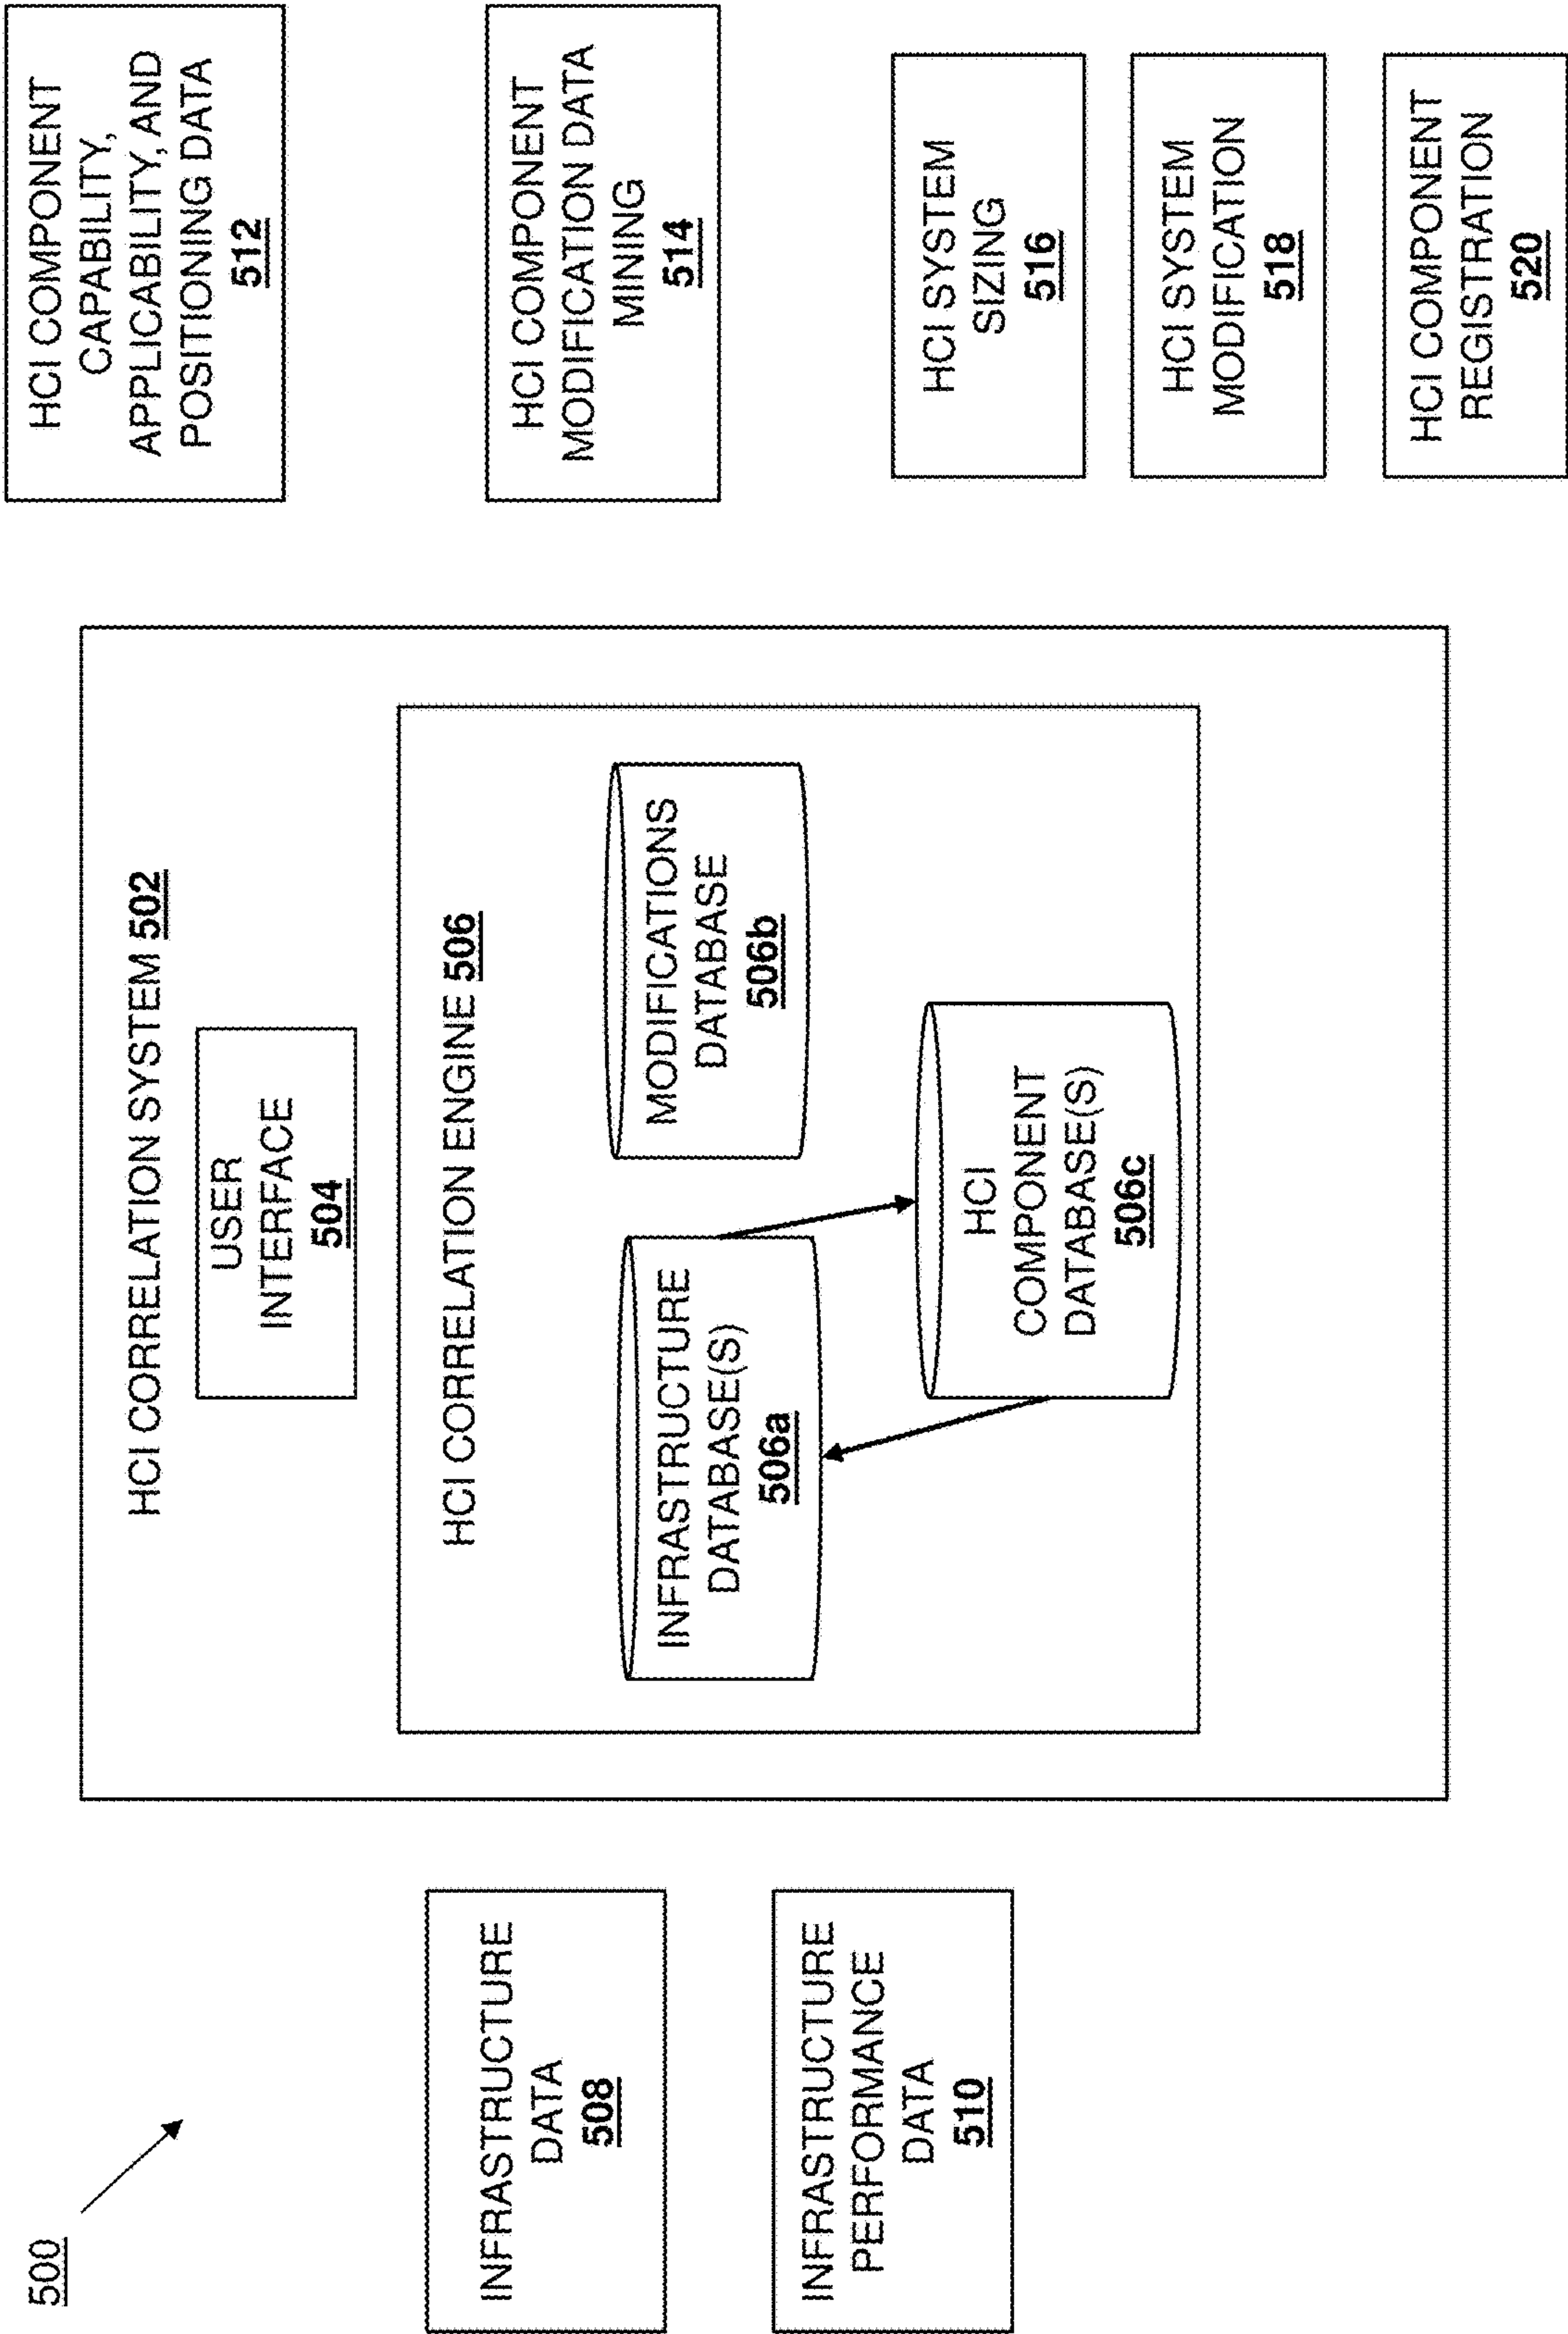 500
INFRASTRUCTURE
DATA
508
INFRASTRUCTURE
PERFORMANCE
DATA
510
HCI CORRELATION SYSTEM 502
USER
INTERFACE
504
HCI CORRELATION ENGINE 506
INFRASTRUCTURE
DATABASE(S)
506a
MODIFICATIONS
DATABASE
506b
HCI
COMPONENT
DATABASE(S)
506c
HCI COMPONENT
CAPABILITY,
APPLICABILITY, AND
POSITIONING DATA
512
HCI COMPONENT
MODIFICATION DATA
MINING
514
HCI SYSTEM
SIZING
516
HCI SYSTEM
MODIFICATION
518
HCI COMPONENT
REGISTRATION
520